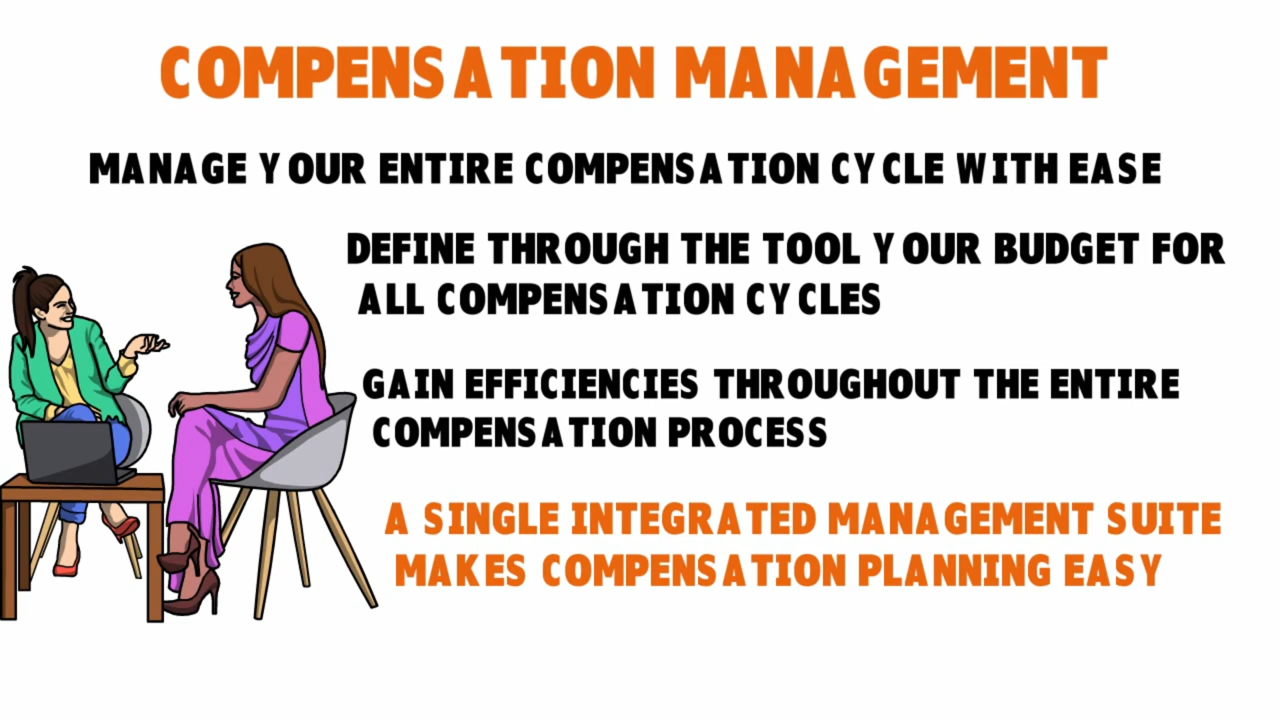 COMPENSATION MANAGEMENT
MANAGE YOUR ENTIRE COMPENSATION CYCLE WITH EASE
DEFINE THROUGH THE TOOL YOUR BUDGET FOR
ALL COMPENSATION CYCLES
GAIN EFFICIENCIES THROUGHOUT THE ENTIRE
COMPENSATION PROCESS
A SINGLE INTEGRATED MANAGEMENT SUITE
MAKES COMPENSATION PLANNING EASY